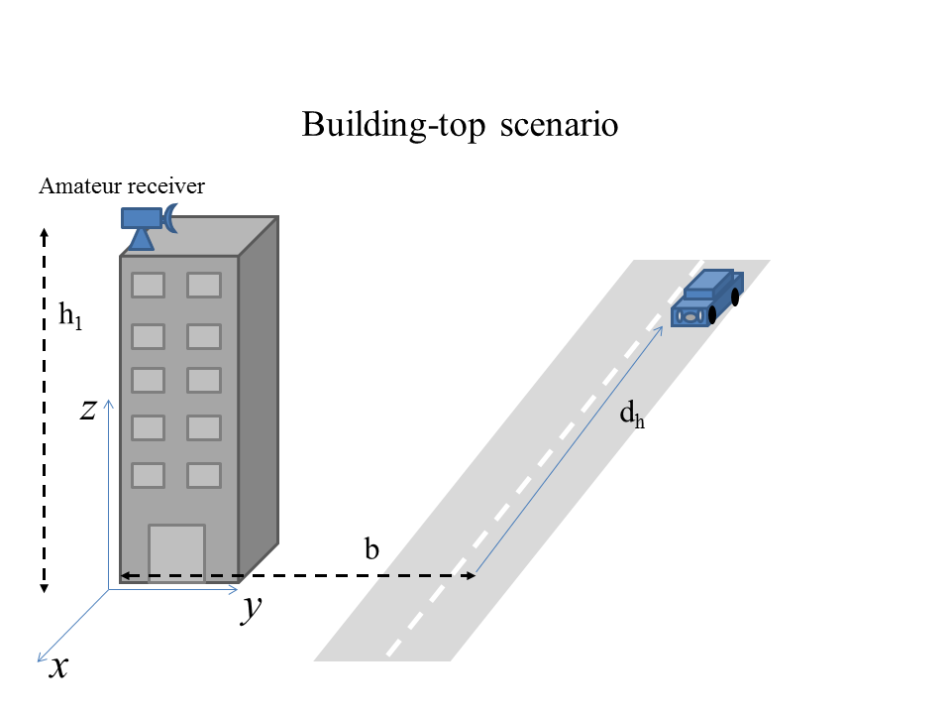 Building-top scenario
Amateur receiver
h₁
z
dₕ
b
y
x